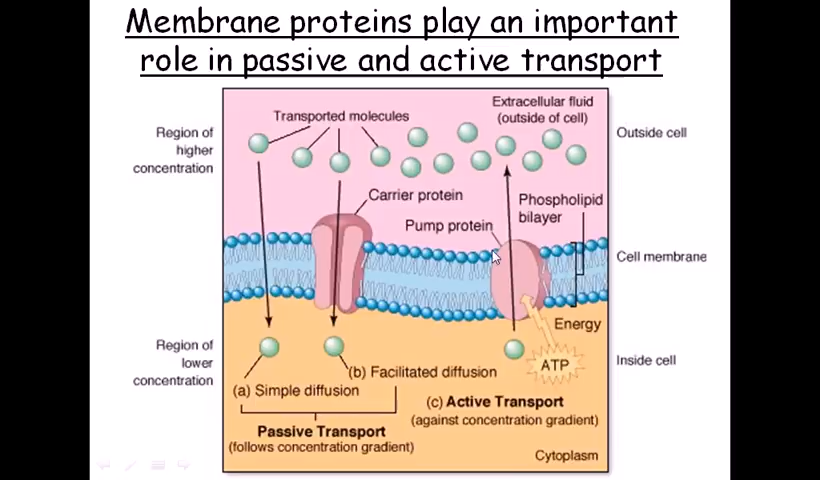 Membrane proteins play an important
role in passive and active transport
Extracellular fluid
(outside of cell)
Transported molecules
Region of
higher
concentration
Outside cell
Carrier protein
Phospholipid
bilayer
Pump protein
Cell membrane
Energy
Region of
lower
concentration
Inside cell
ATP
(b) Facilitated diffusion
(a) Simple diffusion
(c) Active Transport
(against concentration gradient)
Passive Transport
(follows concentration gradient)
Cytoplasm